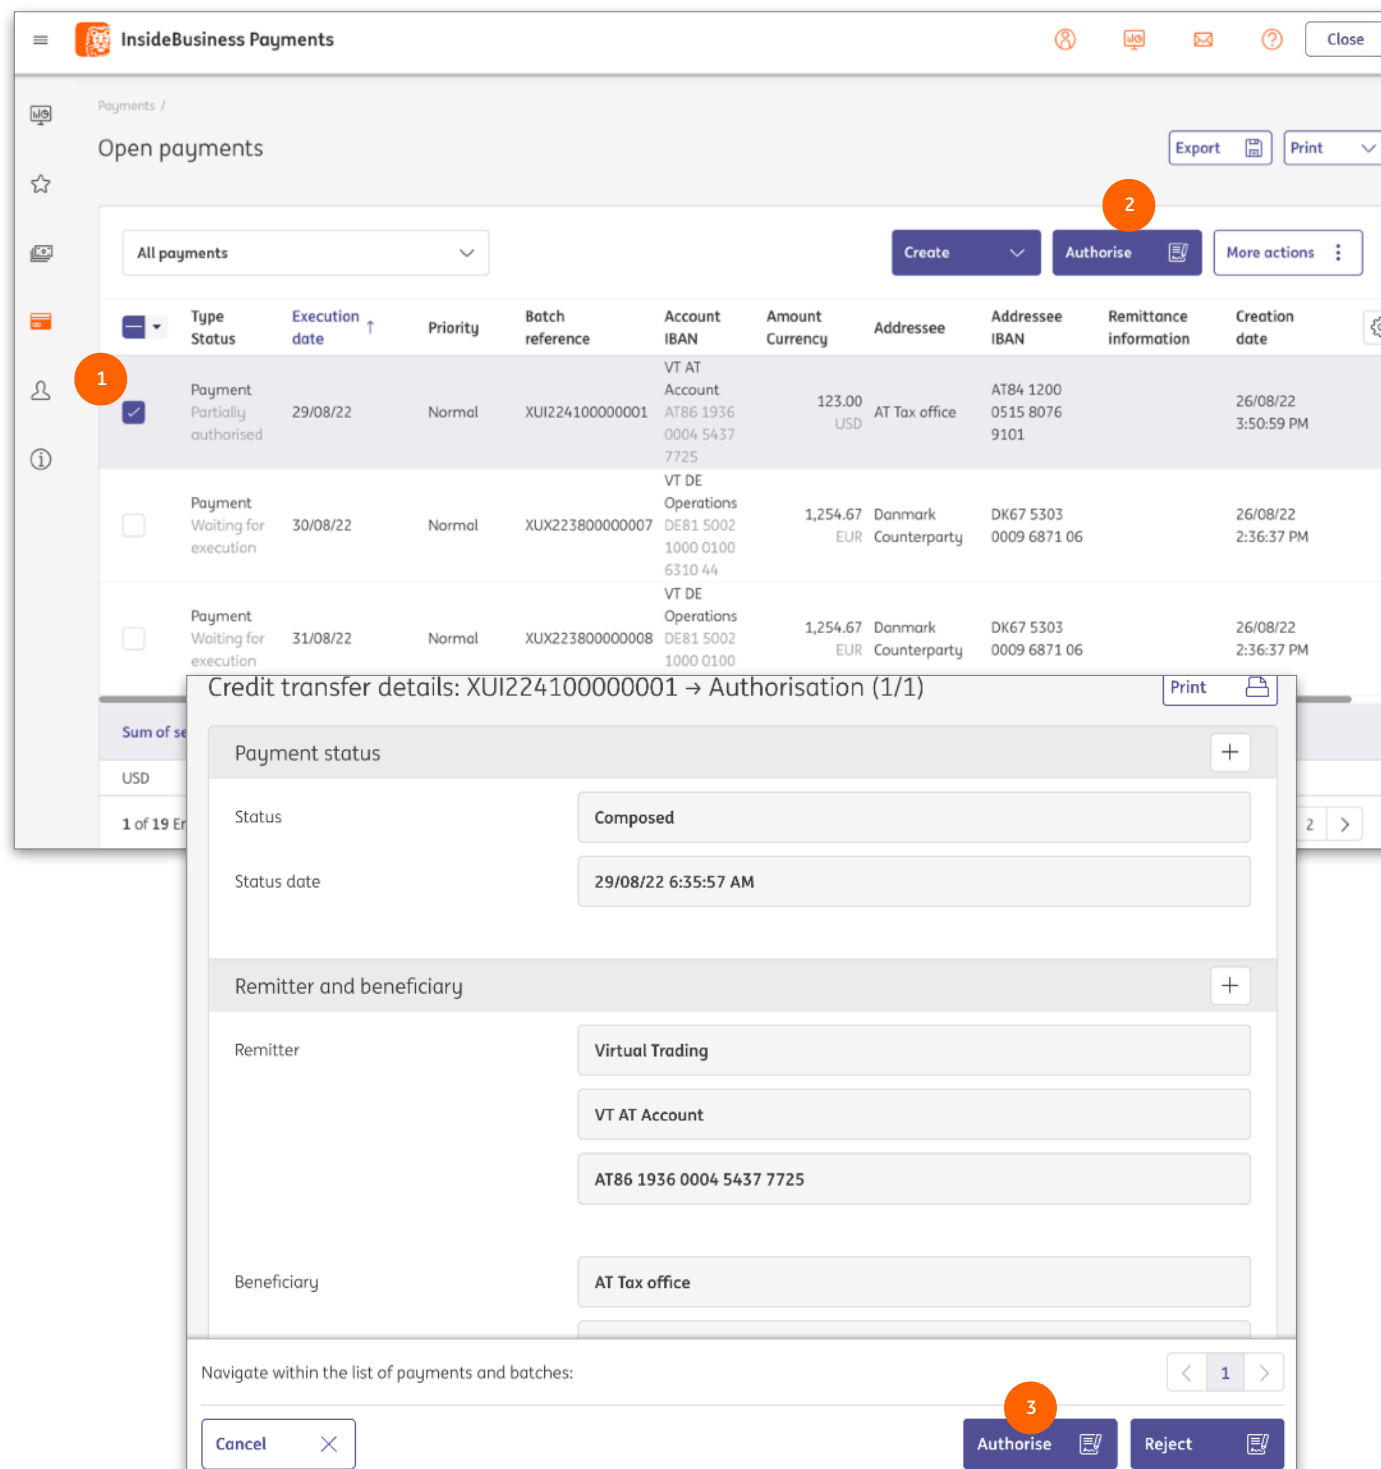 InsideBusiness Payments
Close
Payments /
Open payments
Export
Print
2
All payments
Create
Authorise
More actions
Type
Status
Execution
date
Priority
Batch
reference
Account
IBAN
Amount
Currency
Addressee
Addressee
IBAN
Remittance
information
Creation
date
1
Payment
Partially
authorised
29/08/22
Normal
XUI224100000001
VT AT
Account
AT86 1936
0004 5437
7725
123.00
USD
AT Tax office
AT84 1200
0515 8076
9101
26/08/22
3:50:59 PM
Payment
Waiting for
execution
30/08/22
Normal
XUX223800000007
VT DE
Operations
DE81 5002
1000 0100
6310 44
1,254.67
EUR
Danmark
Counterparty
DK67 5303
0009 6871 06
26/08/22
2:36:37 PM
Payment
Waiting for
execution
31/08/22
Normal
XUX223800000008
VT DE
Operations
DE81 5002
1000 0100
1,254.67
EUR
Danmark
Counterparty
DK67 5303
0009 6871 06
26/08/22
2:36:37 PM
Sum of se
USD
1 of 19 Er
2
Credit transfer details: XUI224100000001 → Authorisation (1/1)
Print
Payment status
Status
Composed
Status date
29/08/22 6:35:57 AM
Remitter and beneficiary
Remitter
Virtual Trading
VT AT Account
AT86 1936 0004 5437 7725
Beneficiary
AT Tax office
Navigate within the list of payments and batches:
1
3
Cancel
Authorise
Reject